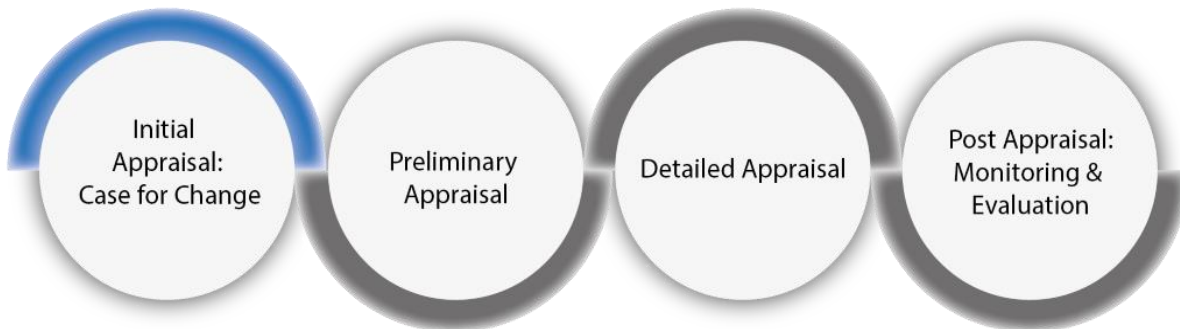 Initial
Appraisal:
Case for Change
Preliminary
Appraisal
Detailed Appraisal
Post Appraisal:
Monitoring &
Evaluation